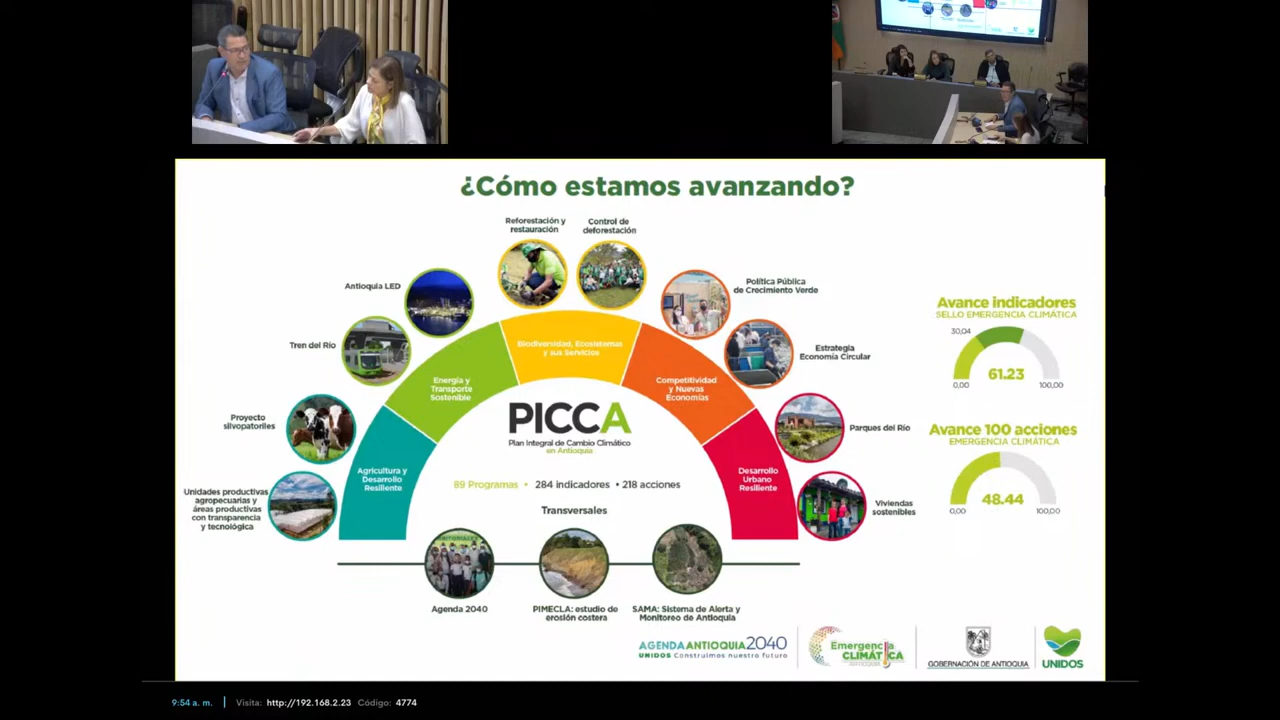 ¿Cómo estamos avanzando?
Reforestación y
restauración
Control de
deforestación
Antioquia LED
Política Pública
de Crecimiento Verde
Tren del Río
Estrategia
Economía Circular
Proyecto
silvopatoriles
Parques del Río
Unidades productivas
agropecuarias y
áreas productivas
con transparencia
y tecnológica
Viviendas
sostenibles
Agricultura y
Desarrollo
Resiliente
Energía y
Transporte
Sostenible
Biodiversidad, Ecosistemas
y sus Servicios
Competitividad
y Nuevas
Economías
Desarrollo
Urbano
Resiliente
PICCA
Plan Integral de Cambio Climático
en Antioquia
89 Programas • 284 indicadores • 218 acciones
Transversales
Agenda 2040
PIMECLA: estudio de
erosión costera
SAMA: Sistema de Alerta y
Monitoreo de Antioquia
Avance indicadores
SELLO EMERGENCIA CLIMÁTICA
30,04
61.23
0,00 100,00
Avance 100 acciones
EMERGENCIA CLIMÁTICA
48.44
0,00 100,00
AGENDA ANTIOQUIA 2040
UNIDOS Construimos nuestro futuro
Emergencia
CLIMÁTICA
GOBERNACIÓN DE ANTIOQUIA
UNIDOS
9:54 a. m. | Visita: http://192.168.2.23 Código: 4774